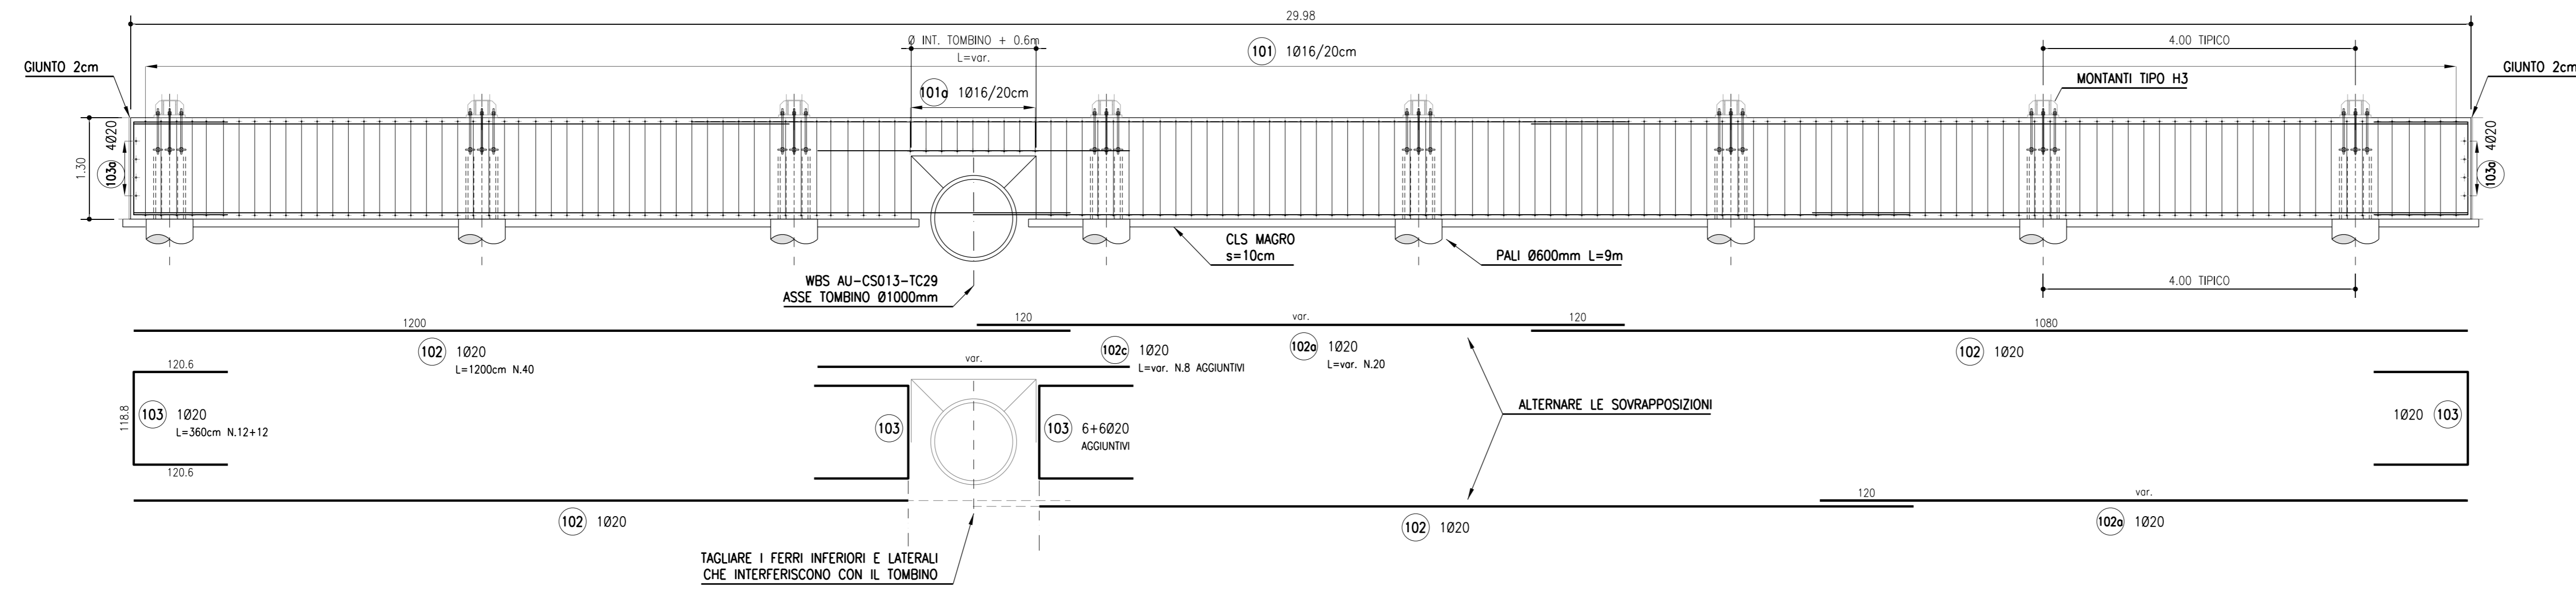 29.98
Ø INT. TOMBINO + 0.6m
L=var.
101 1Ø16/20cm
4.00 TIPICO
GIUNTO 2cm
GIUNTO 2cm
MONTANTI TIPO H3
101a 1Ø16/20cm
1.30
103a 4Ø20
4Ø20
103a
CLS MAGRO
s=10cm
PALI Ø600mm L=9m
WBS AU-CS013-TC29
ASSE TOMBINO Ø1000mm
4.00 TIPICO
1200
120
var.
120
1080
102 1Ø20
L=1200cm N.40
102c 1Ø20
L=var. N.8 AGGIUNTIVI
102a 1Ø20
L=var. N.20
102 1Ø20
var.
120.6
118.8
103 1Ø20
L=360cm N.12+12
120.6
103
103 6+6Ø20
AGGIUNTIVI
ALTERNARE LE SOVRAPPOSIZIONI
1Ø20 103
120
var.
102 1Ø20
102 1Ø20
102a 1Ø20
TAGLIARE I FERRI INFERIORI E LATERALI
CHE INTERFERISCONO CON IL TOMBINO